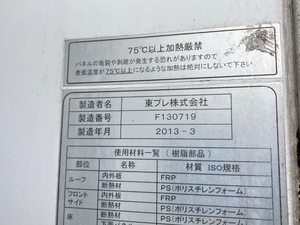 75℃以上加熱厳禁
パネルの亀裂や剥離が発生する恐れがありますので
表面温度が75℃以上になるような加熱は絶対にしないで下さい
製造者名 東プレ株式会社
製造番号 F130719
製造年月 2013-3
使用材料一覧（樹脂部品）
部位 名称 材質 ISO規格
ルーフ 内外板 FRP
断熱材 PS(ポリスチレンフォーム)
フロント サイド 内外板 FRP
断熱材 PS(ポリスチレンフォーム)
床 内外板 FRP
断熱材 PS(ポリスチレンフォーム)